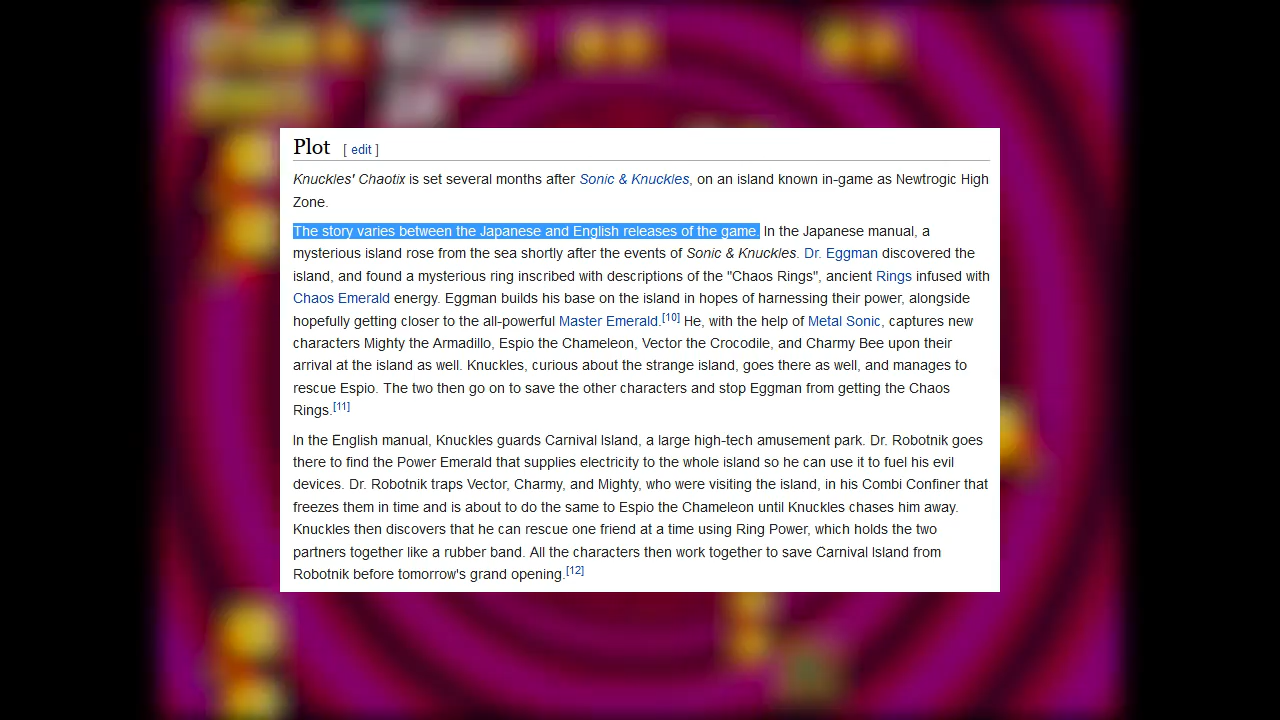 Plot [ edit ]
Knuckles' Chaotix is set several months after Sonic & Knuckles, on an island known in-game as Newtrogic High
Zone.
The story varies between the Japanese and English releases of the game. In the Japanese manual, a
mysterious island rose from the sea shortly after the events of Sonic & Knuckles. Dr. Eggman discovered the
island, and found a mysterious ring inscribed with descriptions of the "Chaos Rings", ancient Rings infused with
Chaos Emerald energy. Eggman builds his base on the island in hopes of harnessing their power, alongside
hopefully getting closer to the all-powerful Master Emerald.[10] He, with the help of Metal Sonic, captures new
characters Mighty the Armadillo, Espio the Chameleon, Vector the Crocodile, and Charmy Bee upon their
arrival at the island as well. Knuckles, curious about the strange island, goes there as well, and manages to
rescue Espio. The two then go on to save the other characters and stop Eggman from getting the Chaos
Rings.[11]
In the English manual, Knuckles guards Carnival Island, a large high-tech amusement park. Dr. Robotnik goes
there to find the Power Emerald that supplies electricity to the whole island so he can use it to fuel his evil
devices. Dr. Robotnik traps Vector, Charmy, and Mighty, who were visiting the island, in his Combi Confiner that
freezes them in time and is about to do the same to Espio the Chameleon until Knuckles chases him away.
Knuckles then discovers that he can rescue one friend at a time using Ring Power, which holds the two
partners together like a rubber band. All the characters then work together to save Carnival Island from
Robotnik before tomorrow's grand opening.[12]